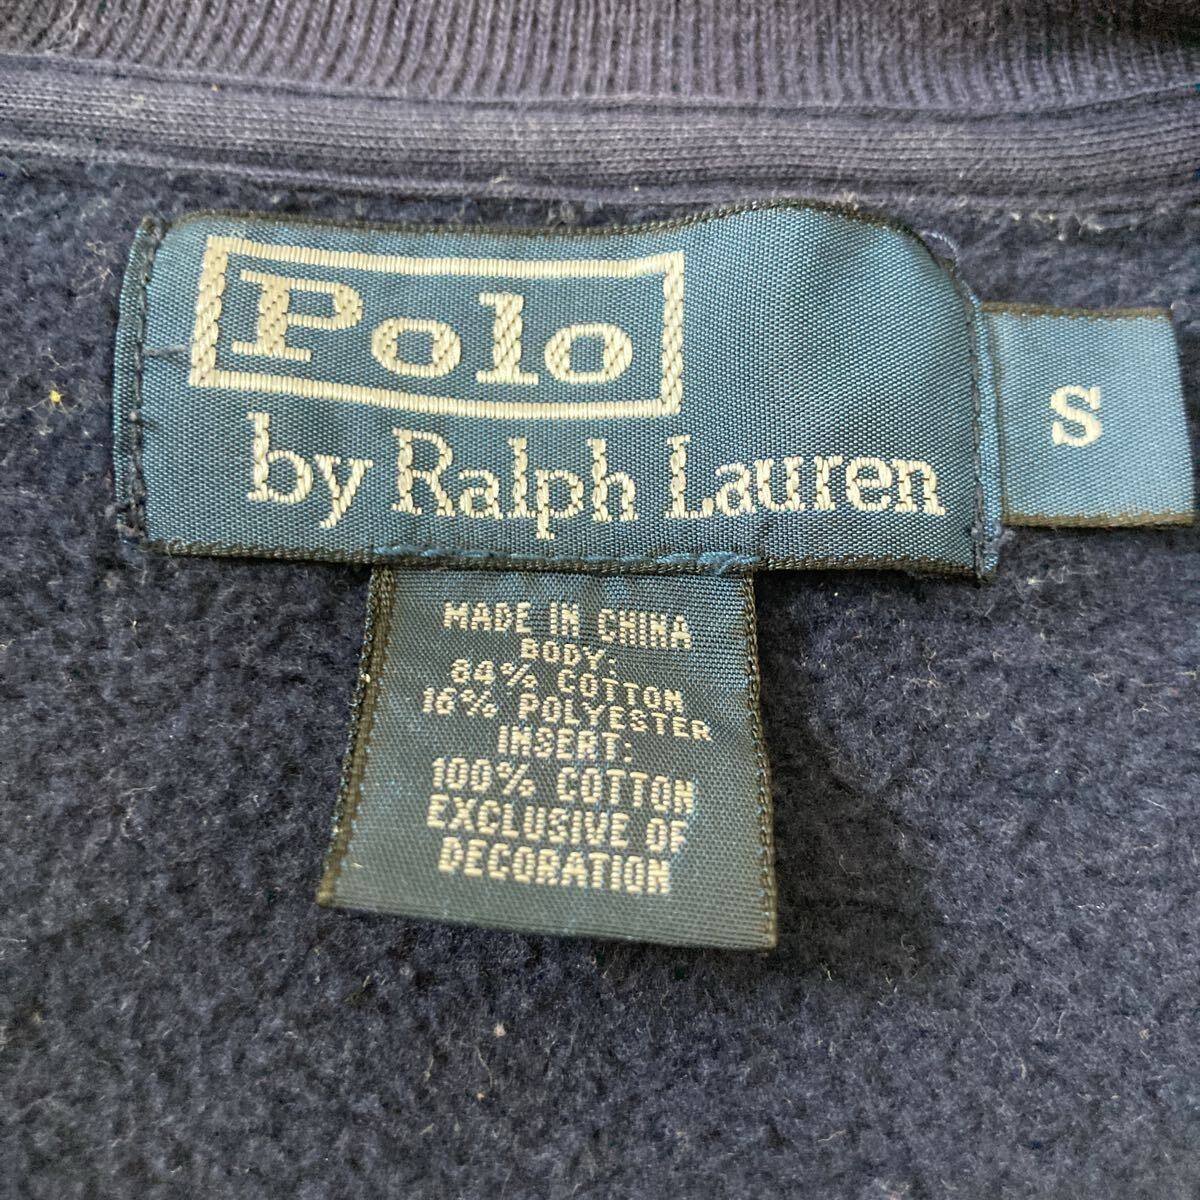 Polo
by Ralph Lauren
S
MADE IN CHINA
BODY:
84% COTTON
16% POLYESTER
INSERT:
100% COTTON
EXCLUSIVE OF
DECORATION